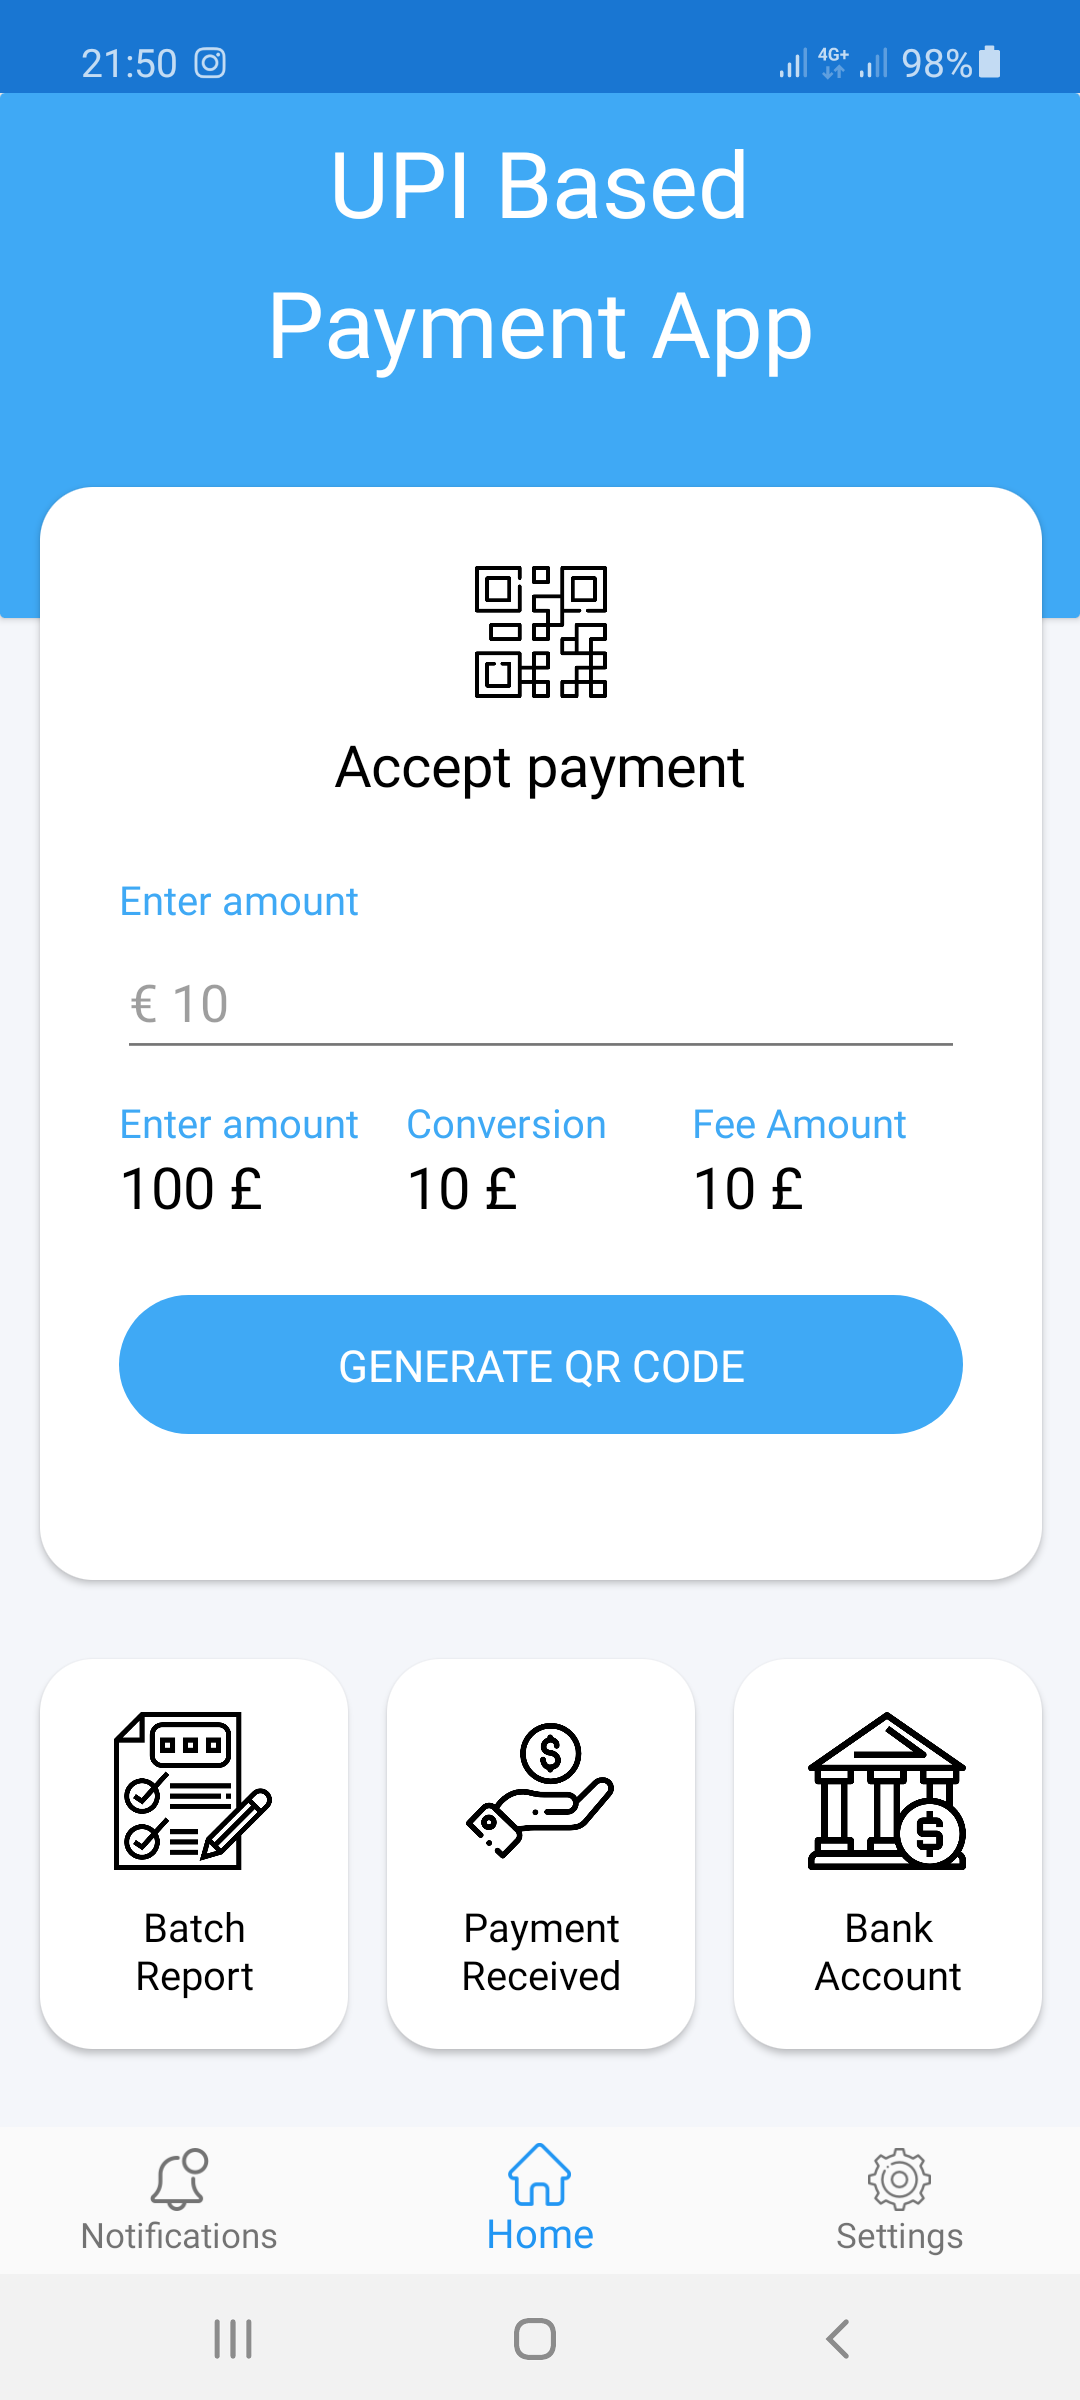 21:50
4G+ 98%
UPI Based
Payment App
Accept payment
Enter amount
€ 10
Enter amount Conversion Fee Amount
100 £ 10 £ 10 £
GENERATE QR CODE
Batch
Report
Payment
Received
Bank
Account
Notifications Home Settings